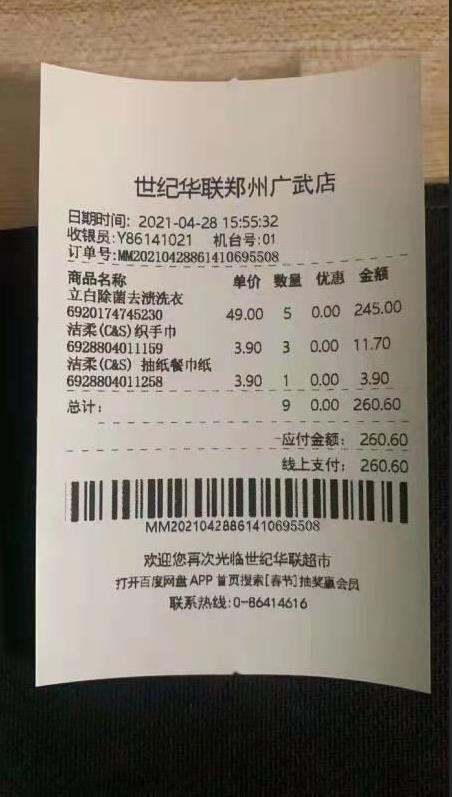 世纪华联郑州广武店
日期时间: 2021-04-28 15:55:32
收银员:Y86141021 机台号:01
订单号:MM20210428861410695508
商品名称 单价 数量 优惠 金额
立白除菌去渍洗衣
6920174745230 49.00 5 0.00 245.00
洁柔(C&S)织手巾
6928804011159 3.90 3 0.00 11.70
洁柔(C&S) 抽纸餐巾纸
6928804011258 3.90 1 0.00 3.90
总计: 9 0.00 260.60
应付金额: 260.60
线上支付: 260.60
MM20210428861410695508
欢迎您再次光临世纪华联超市
打开百度网盘 APP 首页搜索[春节]抽奖赢会员
联系热线:0-86414616